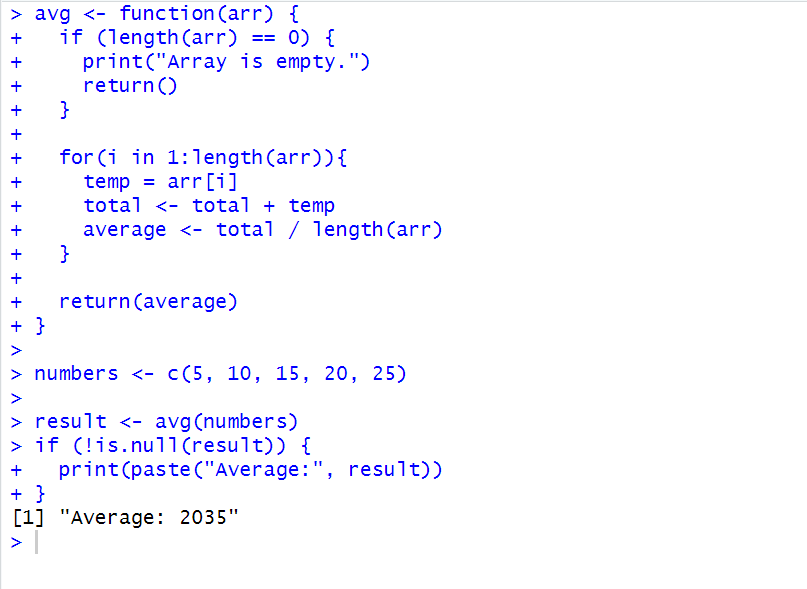 > avg <- function(arr) {
+   if (length(arr) == 0) {
+     print("Array is empty.")
+     return()
+   }
+
+   for(i in 1:length(arr)){
+     temp = arr[i]
+     total <- total + temp
+     average <- total / length(arr)
+   }
+
+   return(average)
+ }
>
> numbers <- c(5, 10, 15, 20, 25)
>
> result <- avg(numbers)
> if (!is.null(result)) {
+   print(paste("Average:", result))
+ }
[1] "Average: 2035"
>